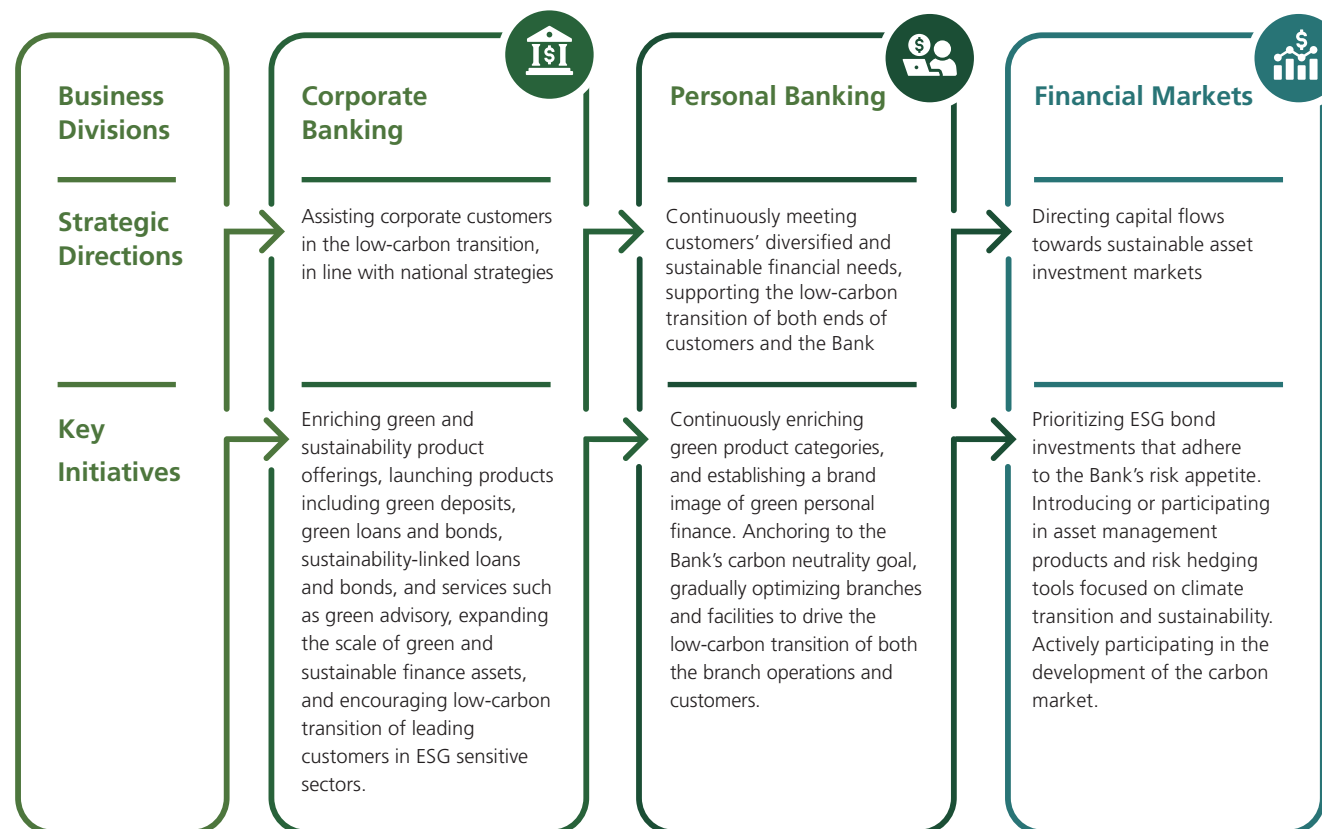 Business
Divisions
Corporate
Banking
Personal Banking
Financial Markets
Strategic
Directions
Assisting corporate customers
in the low-carbon transition,
in line with national strategies
Continuously meeting
customers’ diversified and
sustainable financial needs,
supporting the low-carbon
transition of both ends of
customers and the Bank
Directing capital flows
towards sustainable asset
investment markets
Key
Initiatives
Enriching green and
sustainability product
offerings, launching products
including green deposits,
green loans and bonds,
sustainability-linked loans
and bonds, and services such
as green advisory, expanding
the scale of green and
sustainable finance assets,
and encouraging low-carbon
transition of leading
customers in ESG sensitive
sectors.
Continuously enriching
green product categories,
and establishing a brand
image of green personal
finance. Anchoring to the
Bank’s carbon neutrality goal,
gradually optimizing branches
and facilities to drive the
low-carbon transition of both
the branch operations and
customers.
Prioritizing ESG bond
investments that adhere
to the Bank’s risk appetite.
Introducing or participating
in asset management
products and risk hedging
tools focused on climate
transition and sustainability.
Actively participating in the
development of the carbon
market.